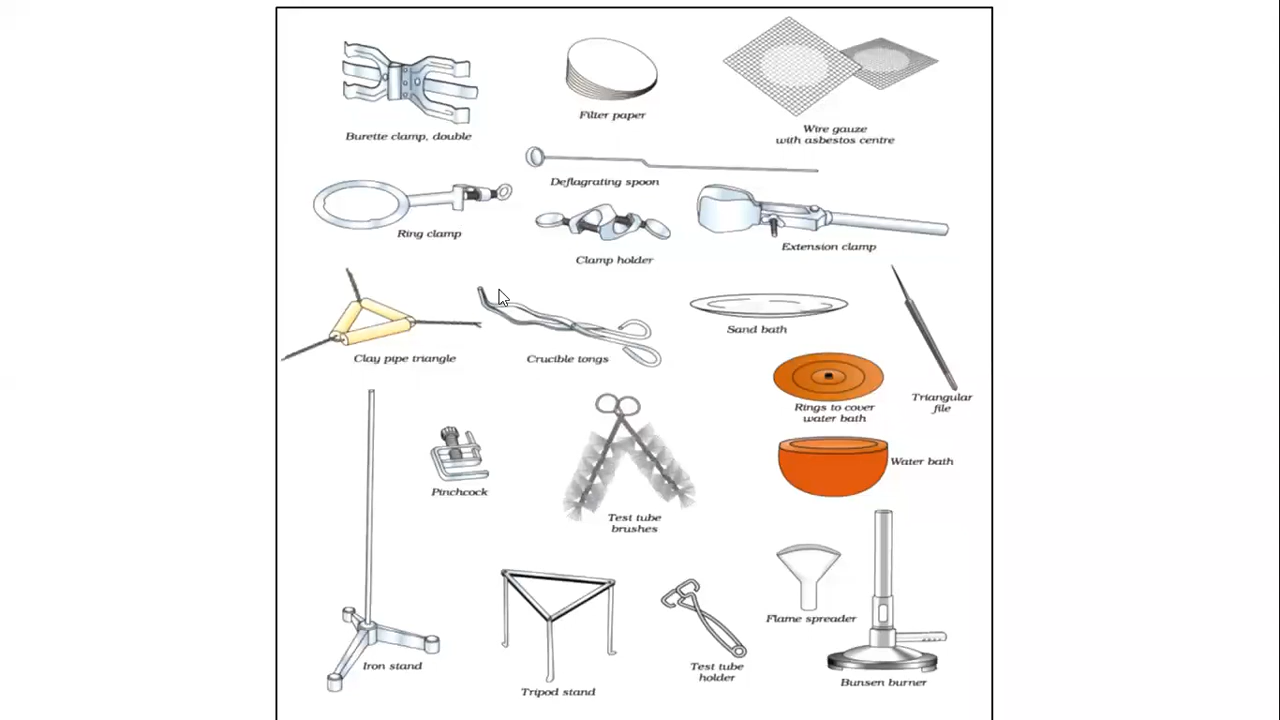 Burette clamp, double
Filter paper
Wire gauze
with asbestos centre
Deflagrating spoon
Ring clamp
Clamp holder
Extension clamp
Clay pipe triangle
Crucible tongs
Sand bath
Triangular
file
Rings to cover
water bath
Pinchcock
Water bath
Test tube
brushes
Flame spreader
Iron stand
Tripod stand
Test tube
holder
Bunsen burner